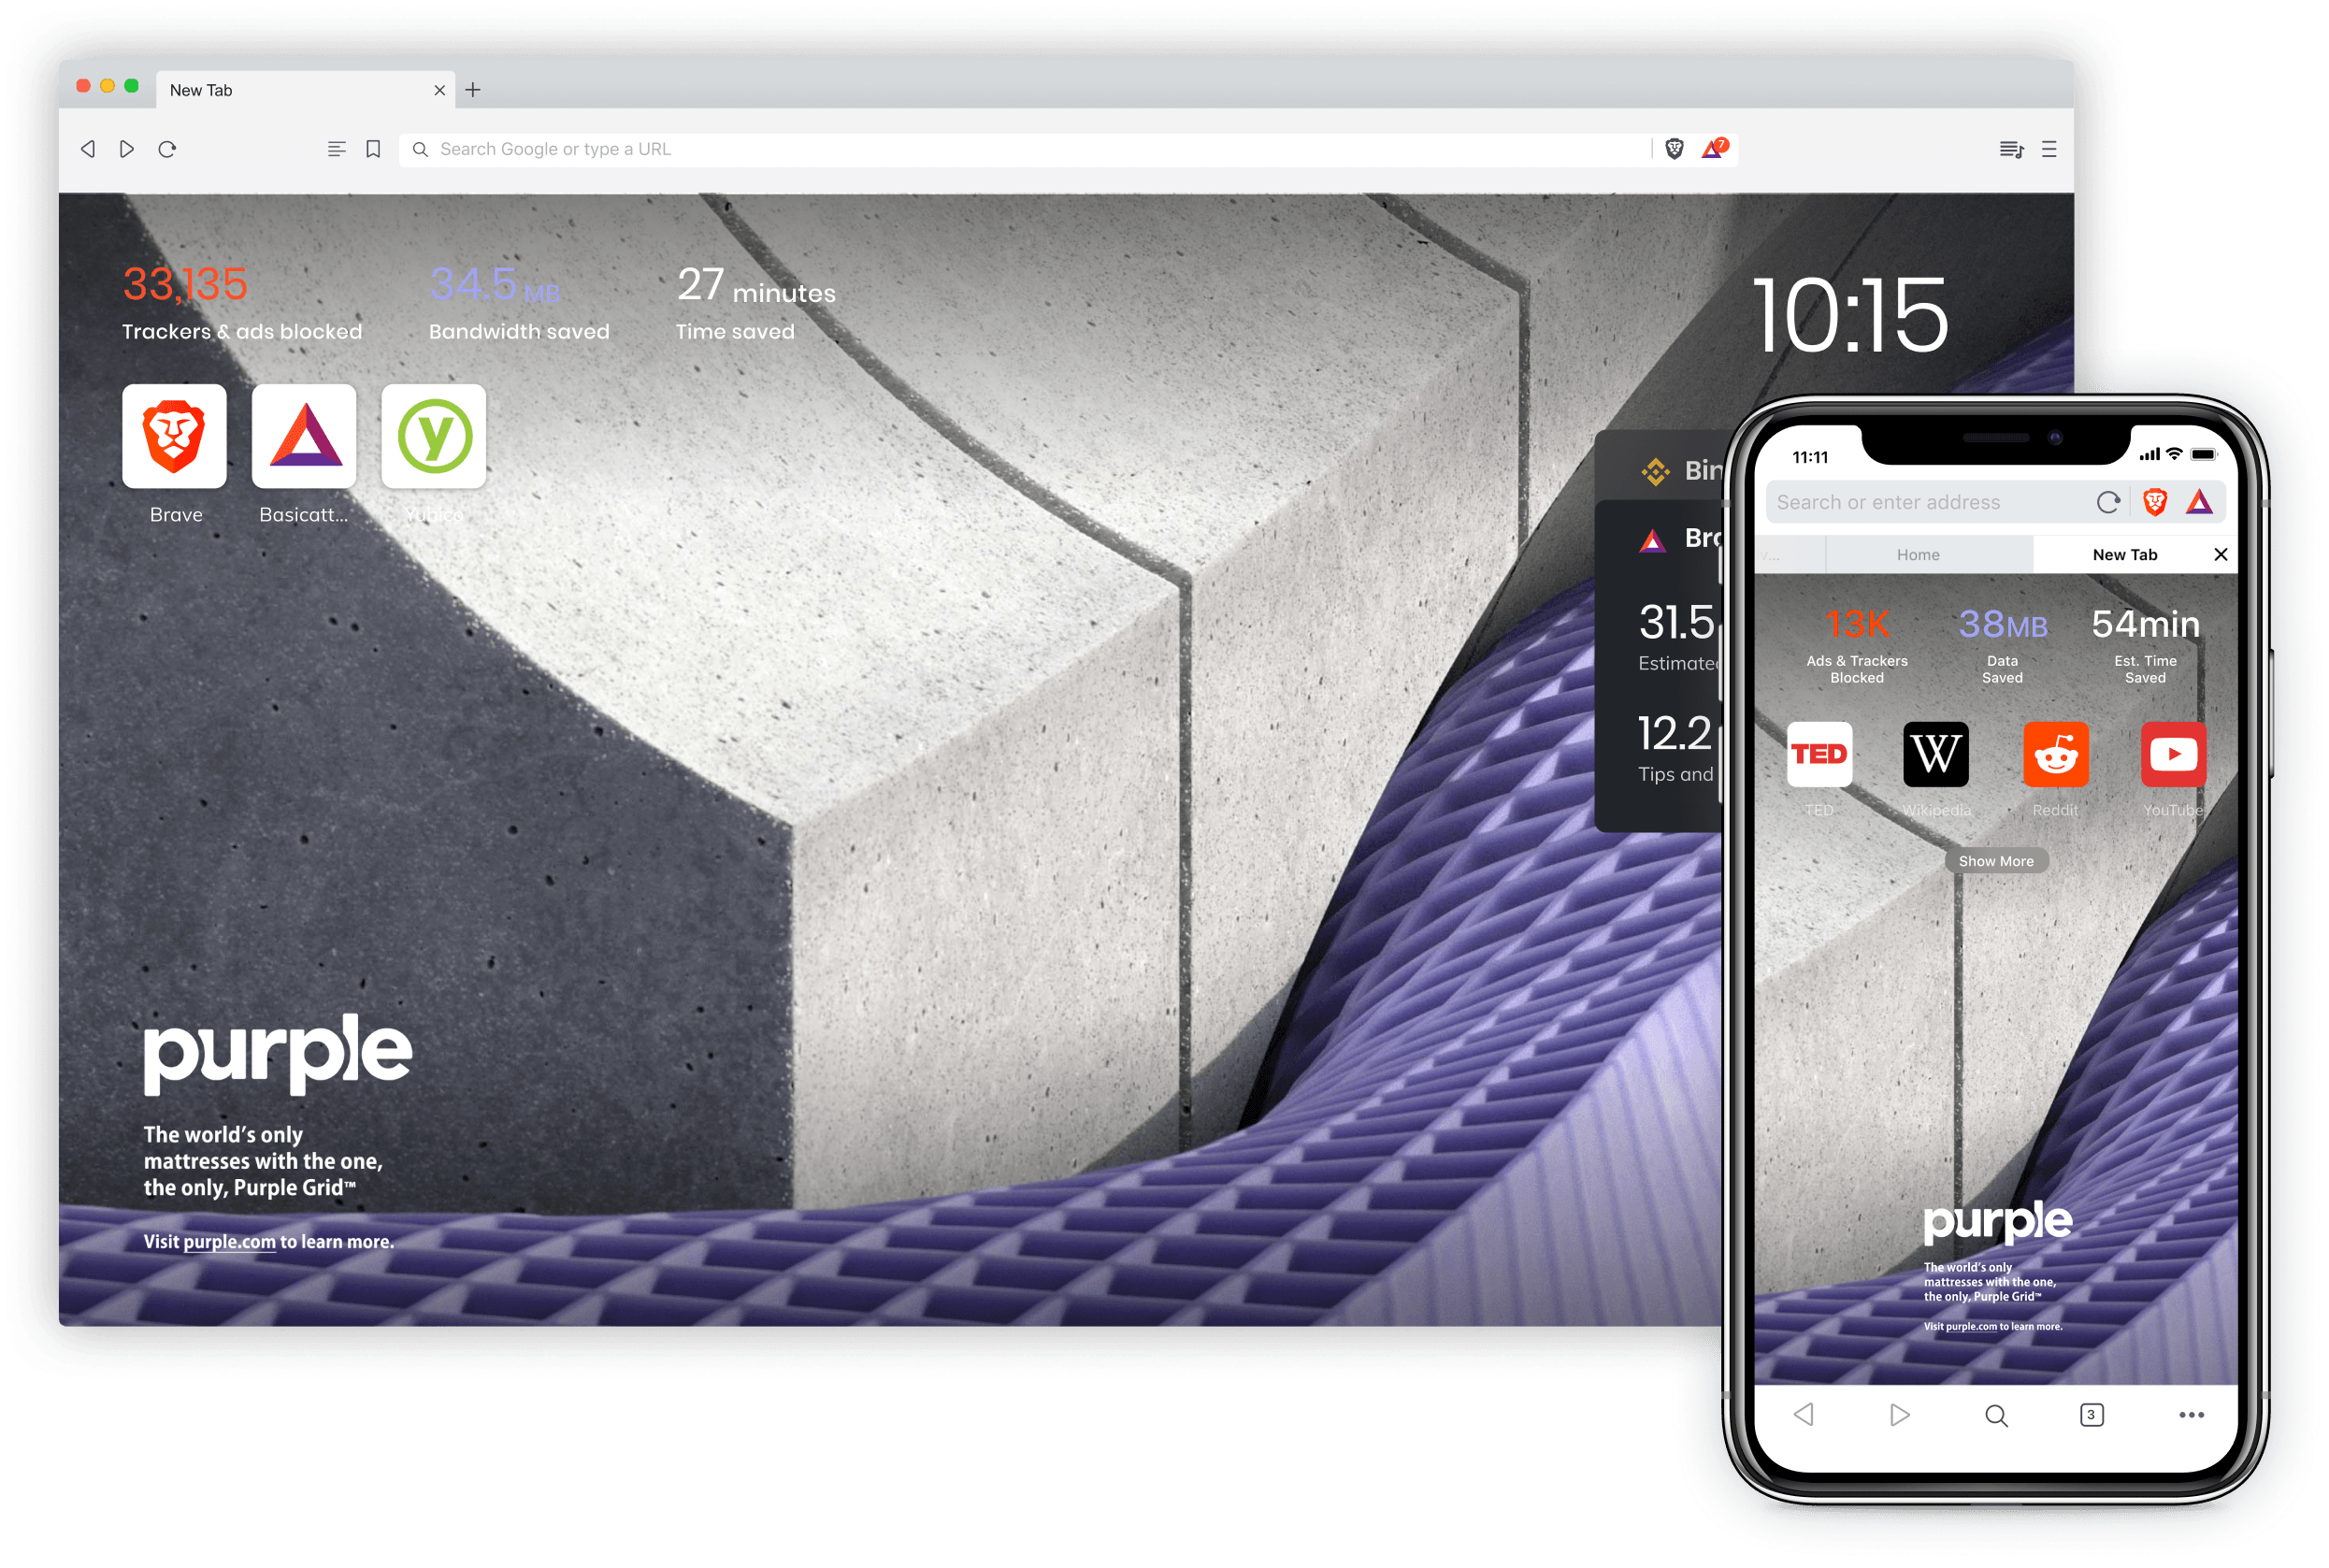 New Tab
Search Google or type a URL
7
33,135
Trackers & ads blocked
34.5 MB
Bandwidth saved
27 minutes
Time saved
10:15
Brave
Basicatt...
Yubico
Bin
Bra
31.5
Estimated
12.2
Tips and
purple
The world’s only
mattresses with the one,
the only, Purple Grid™
Visit purple.com to learn more.
11:11
Search or enter address
Home
New Tab
13K
Ads & Trackers
Blocked
38MB
Data
Saved
54min
Est. Time
Saved
TED
W
TED
Wikipedia
Reddit
YouTube
Show More
purple
The world’s only
mattresses with the one,
the only, Purple Grid™
Visit purple.com to learn more.
3